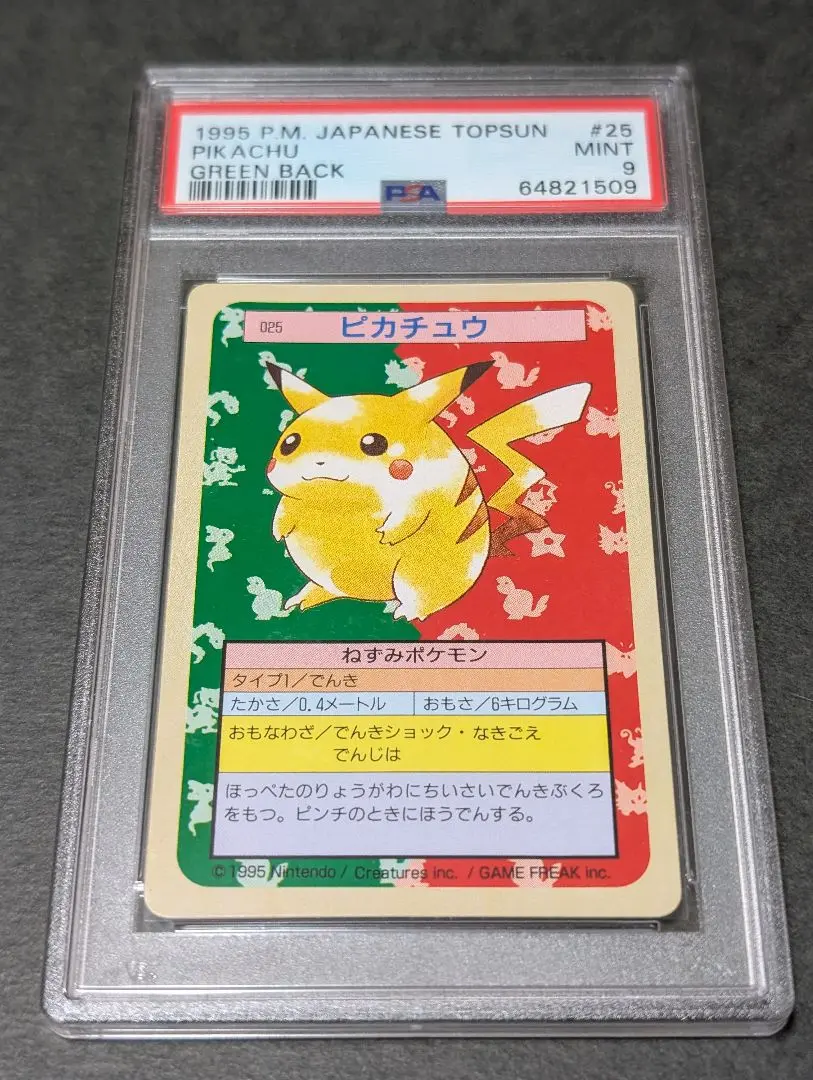 1995 P.M. JAPANESE TOPSUN #25
PIKACHU MINT
GREEN BACK 9
PSA 64821509
025 ピカチュウ
ねずみポケモン
タイプ1/でんき
たかさ/0.4メートル おもさ/6キログラム
おもなわざ/でんきショック・なきごえ
でんじは
ほっぺたのりょうがわにちいさいでんきぶくろ
をもつ。ピンチのときにほうでんする。
©1995 Nintendo / Creatures inc. / GAME FREAK inc.